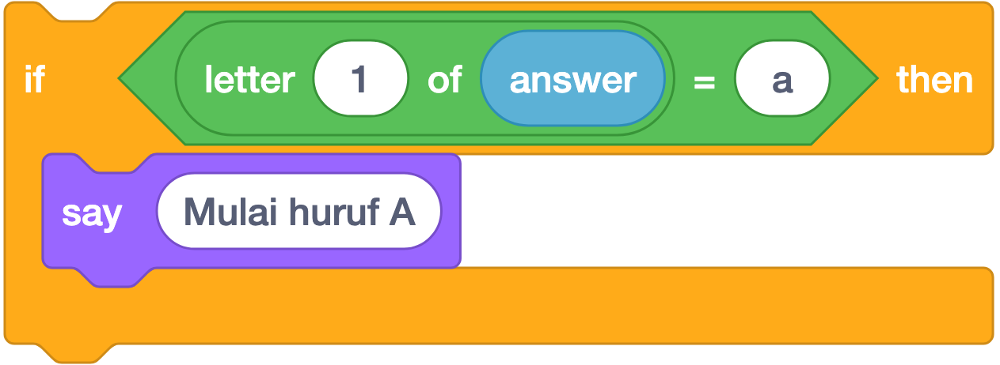 if letter 1 of answer = a then
say Mulai huruf A